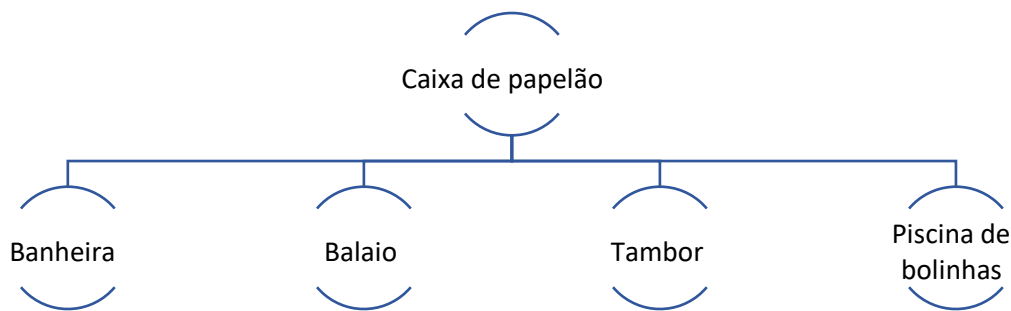 Caixa de papelão
Banheira
Balaio
Tambor
Piscina de
bolinhas